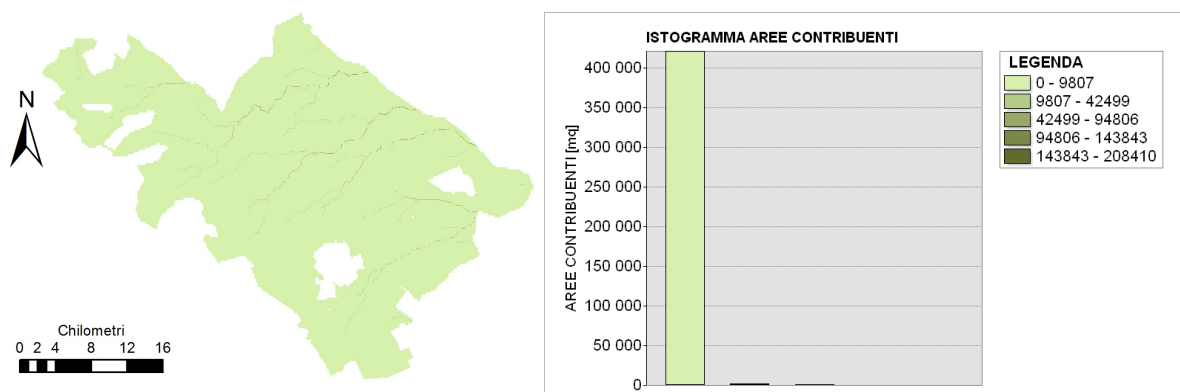 N
Chilometri
0 2 4 8 12 16
ISTOGRAMMA AREE CONTRIBUENTI
AREE CONTRIBUENTI [mq]
400 000
350 000
300 000
250 000
200 000
150 000
100 000
50 000
0
LEGENDA
0 - 9807
9807 - 42499
42499 - 94806
94806 - 143843
143843 - 208410